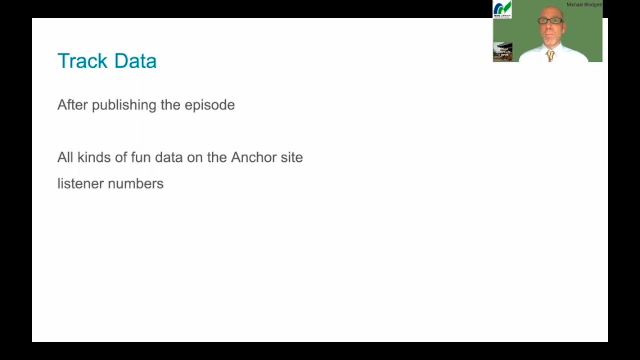 Track Data
After publishing the episode
All kinds of fun data on the Anchor site
listener numbers